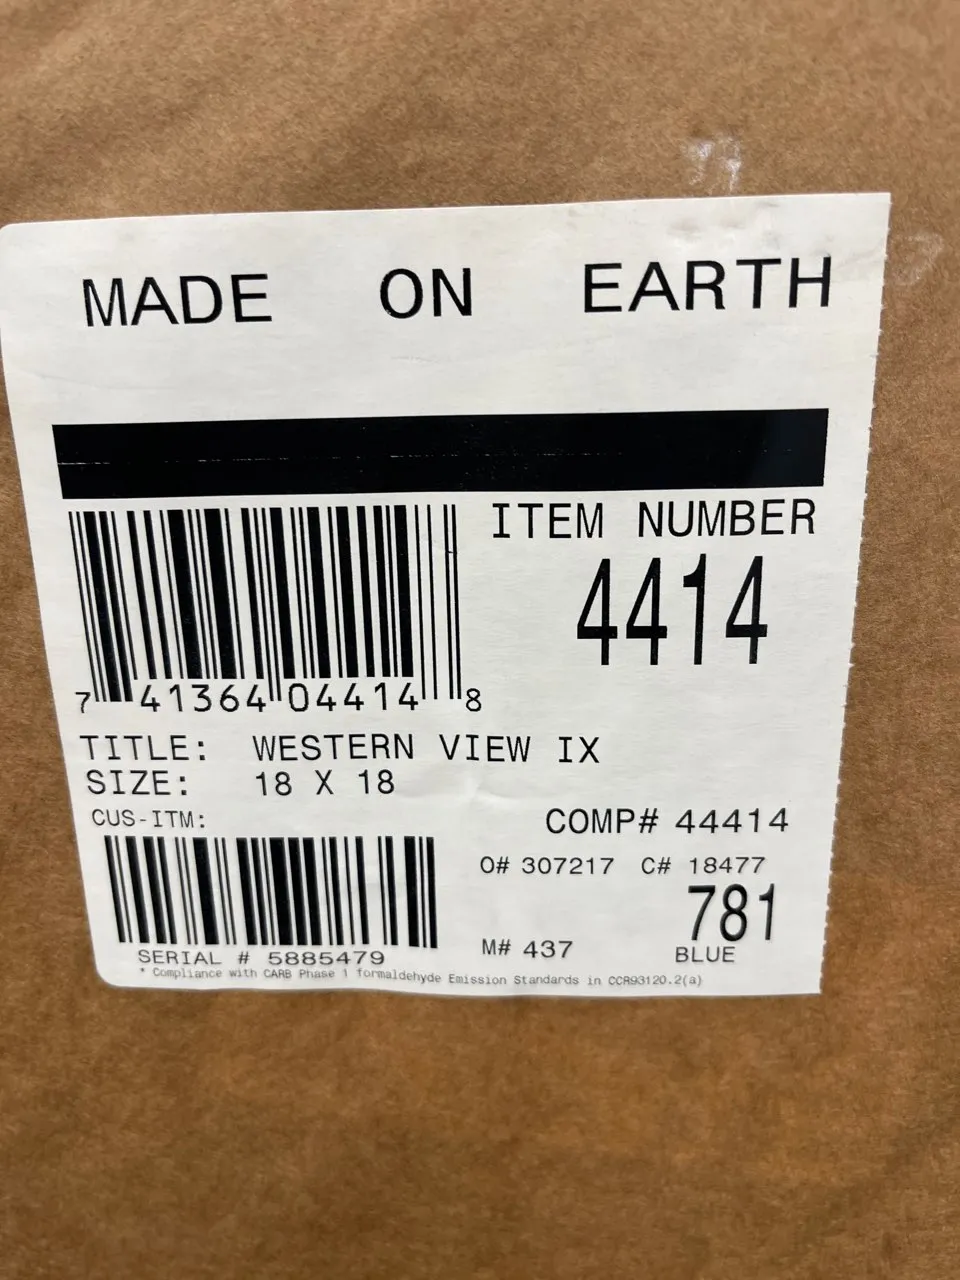 MADE ON EARTH
ITEM NUMBER
4414
7 41364 04414 8
TITLE: WESTERN VIEW IX
SIZE: 18 X 18
CUS-ITM:
COMP# 44414
O# 307217 C# 18477
781
M# 437
BLUE
SERIAL # 5885479
* Compliance with CARB Phase 1 formaldehyde Emission Standards in CCR93120.2(a)